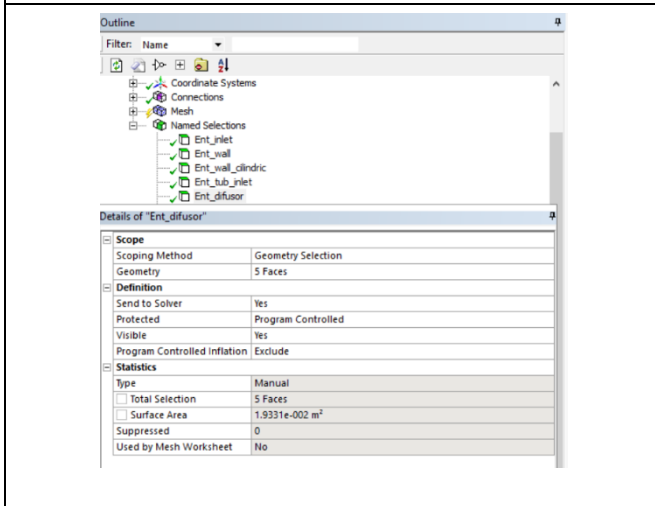 Outline
Filter: Name
Coordinate Systems
Connections
Mesh
Named Selections
Ent_inlet
Ent_wall
Ent_wall_cilindric
Ent_tub_inlet
Ent_difusor
Details of "Ent_difusor"
Scope
Scoping Method Geometry Selection
Geometry 5 Faces
Definition
Send to Solver Yes
Protected Program Controlled
Visible Yes
Program Controlled Inflation Exclude
Statistics
Type Manual
Total Selection 5 Faces
Surface Area 1.9331e-002 m²
Suppressed 0
Used by Mesh Worksheet No